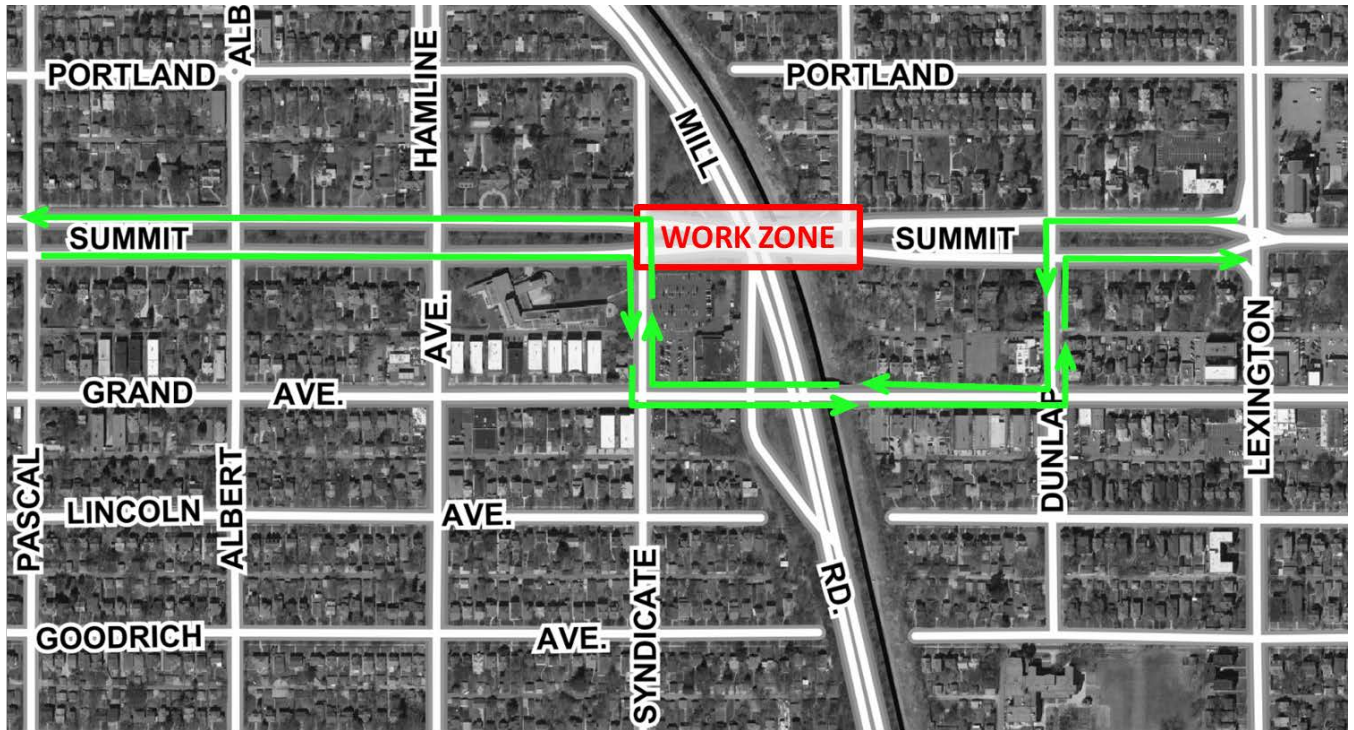 ALB
PORTLAND
PORTLAND
HAMLINE
MILL
SUMMIT
WORK ZONE
SUMMIT
AVE.
LEXINGTON
GRAND
AVE.
DUNLAP
PASCAL
ALBERT
LINCOLN
AVE.
SYNDICATE
RD.
GOODRICH
AVE.